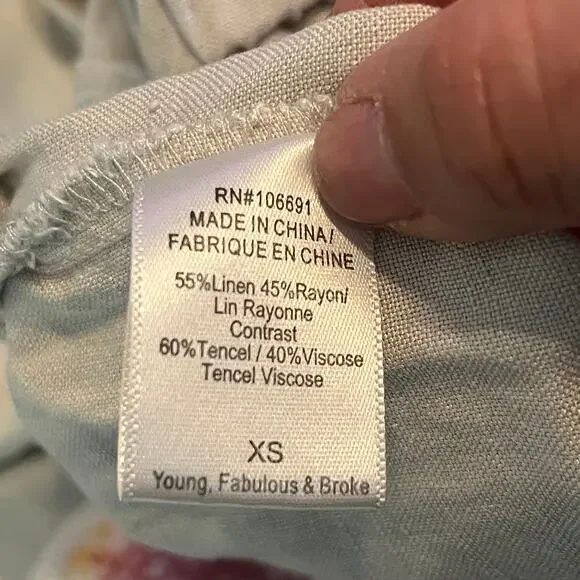 RN#106691
MADE IN CHINA/
FABRIQUE EN CHINE
55%Linen 45%Rayon/
Lin Rayonne
Contrast
60%Tencel / 40%Viscose
Tencel Viscose
XS
Young, Fabulous & Broke